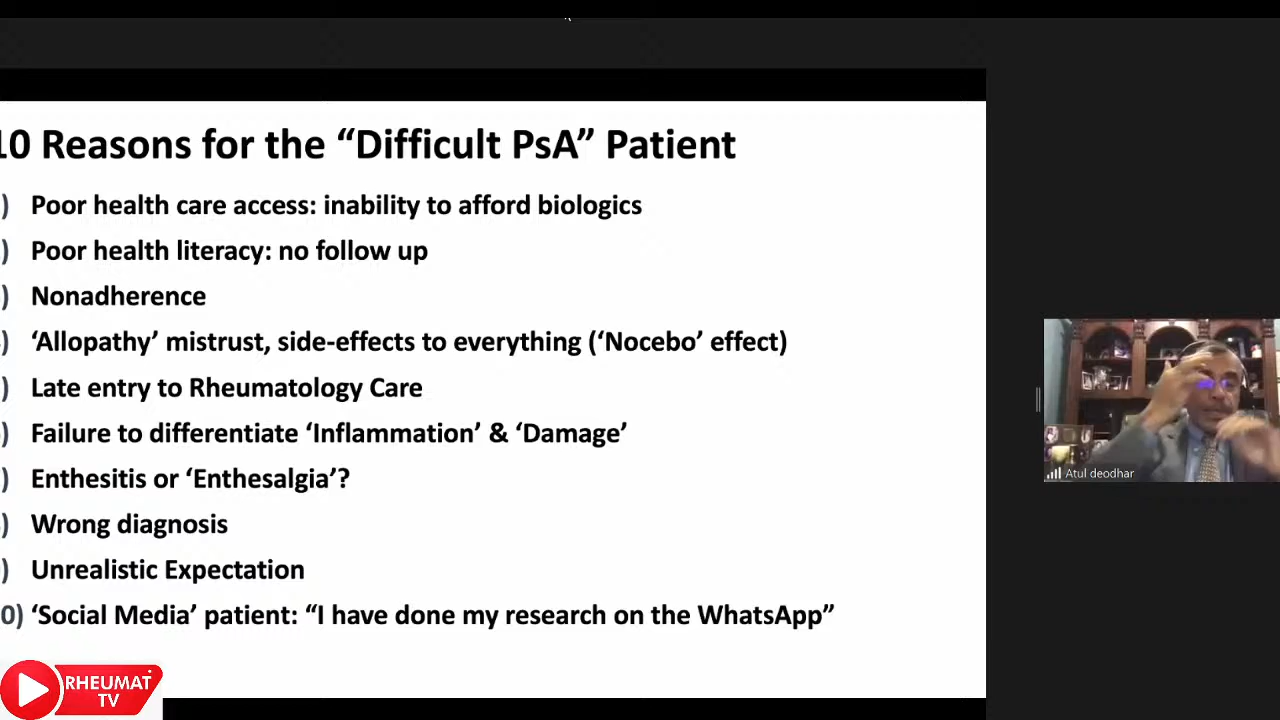 10 Reasons for the “Difficult PsA” Patient
) Poor health care access: inability to afford biologics
) Poor health literacy: no follow up
) Nonadherence
) ‘Allopathy’ mistrust, side-effects to everything (‘Nocebo’ effect)
) Late entry to Rheumatology Care
) Failure to differentiate ‘Inflammation’ & ‘Damage’
) Enthesitis or ‘Enthesalgia’?
) Wrong diagnosis
) Unrealistic Expectation
0) ‘Social Media’ patient: “I have done my research on the WhatsApp”
Atul deodhar
RHEUMAT
TV